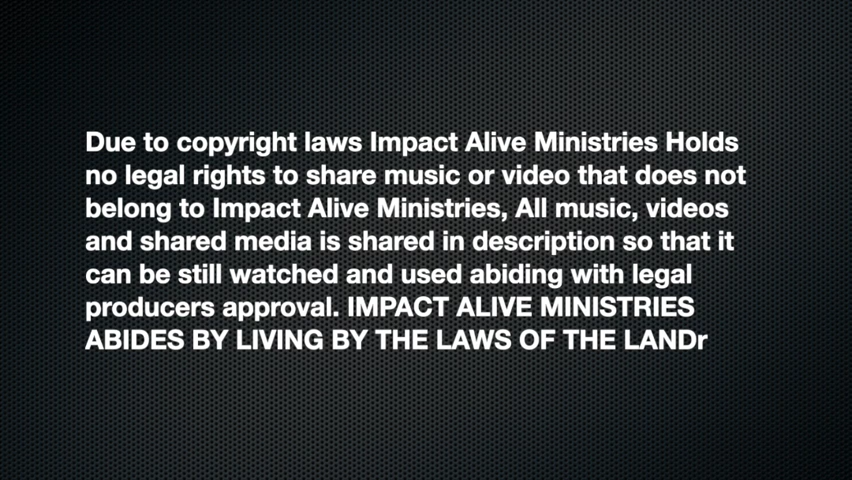 Due to copyright laws Impact Alive Ministries Holds
no legal rights to share music or video that does not
belong to Impact Alive Ministries, All music, videos
and shared media is shared in description so that it
can be still watched and used abiding with legal
producers approval. IMPACT ALIVE MINISTRIES
ABIDES BY LIVING BY THE LAWS OF THE LANDr